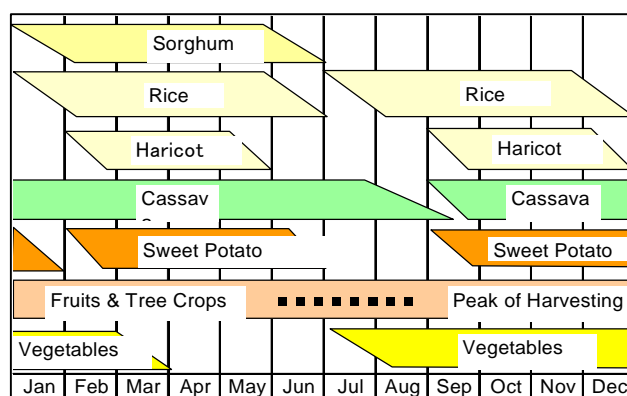 Sorghum
Rice Rice
Haricot Haricot
Cassav Cassava
Sweet Potato Sweet Potato
Fruits & Tree Crops Peak of Harvesting
Vegetables Vegetables
Jan Feb Mar Apr May Jun Jul Aug Sep Oct Nov Dec